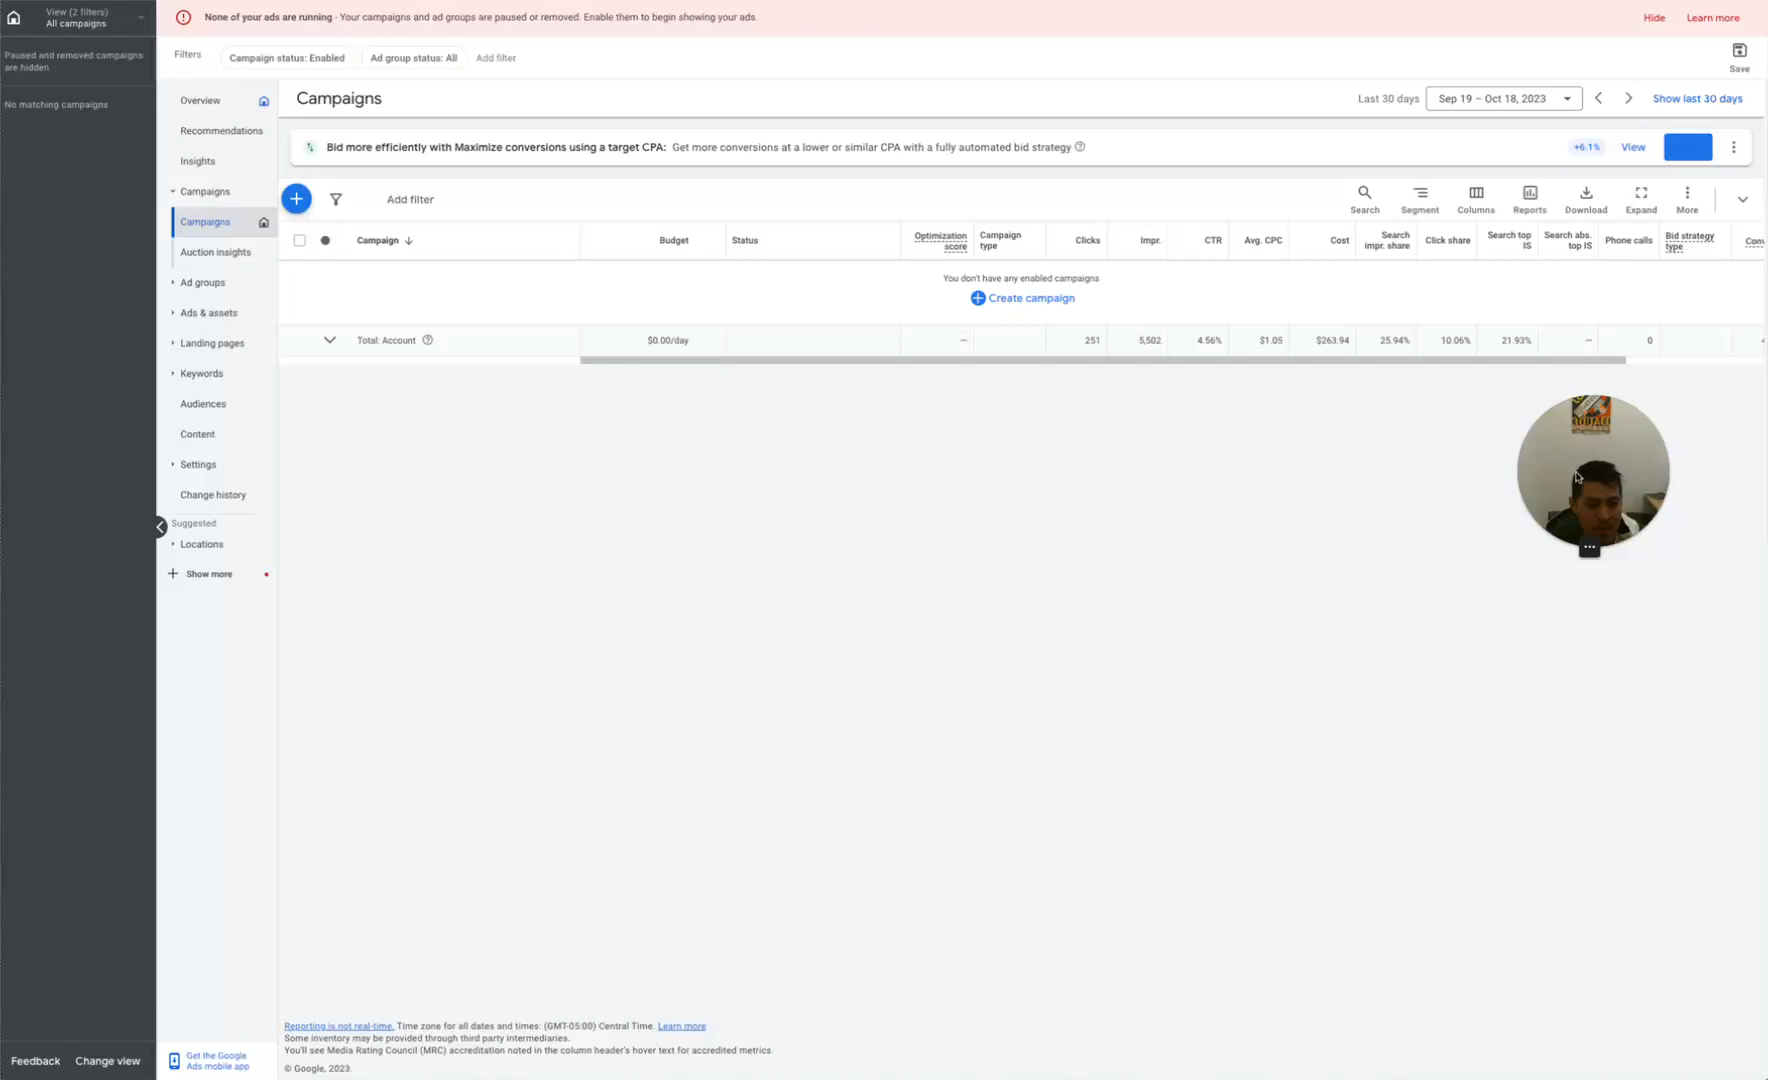 View (2 filters)
All campaigns
Paused and removed campaigns
are hidden
No matching campaigns
None of your ads are running - Your campaigns and ad groups are paused or removed. Enable them to begin showing your ads.
Hide
Learn more
Filters
Campaign status: Enabled
Ad group status: All
Add filter
Save
Overview
Recommendations
Insights
Campaigns
Campaigns
Auction insights
Ad groups
Ads & assets
Landing pages
Keywords
Audiences
Content
Settings
Change history
Suggested
Locations
Show more
Campaigns
Last 30 days
Sep 19 – Oct 18, 2023
Show last 30 days
Bid more efficiently with Maximize conversions using a target CPA: Get more conversions at a lower or similar CPA with a fully automated bid strategy
+6.1%
View
Add filter
Search
Segment
Columns
Reports
Download
Expand
More
Campaign
Budget
Status
Optimization
score
Campaign
type
Clicks
Impr.
CTR
Avg. CPC
Cost
Search
impr. share
Click share
Search top
IS
Search abs.
top IS
Phone calls
Bid strategy
type
Conv
You don't have any enabled campaigns
Create campaign
Total: Account
$0.00/day
—
251
5,502
4.56%
$1.05
$263.94
25.94%
10.06%
21.93%
—
0
Reporting is not real-time. Time zone for all dates and times: (GMT-05:00) Central Time. Learn more
Some inventory may be provided through third party intermediaries.
You'll see Media Rating Council (MRC) accreditation noted in the column header's hover text for accredited metrics.
© Google, 2023.
Feedback
Change view
Get the Google
Ads mobile app